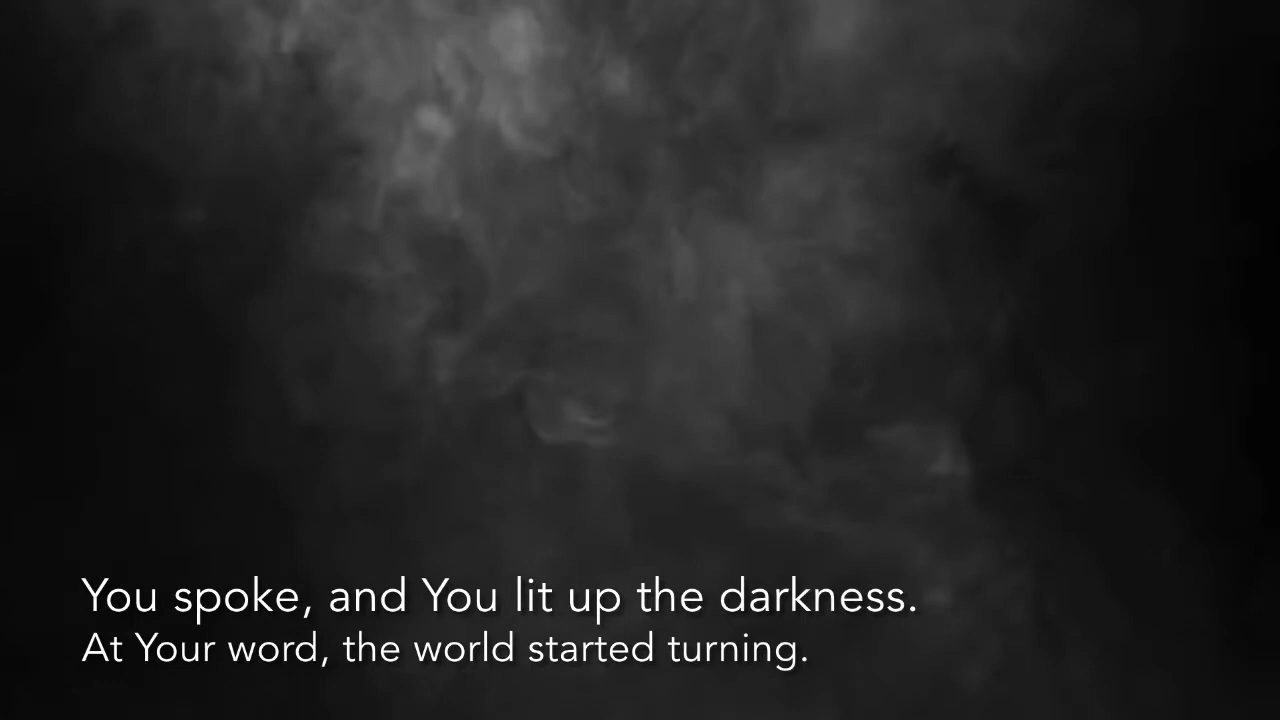 You spoke, and You lit up the darkness.
At Your word, the world started turning.